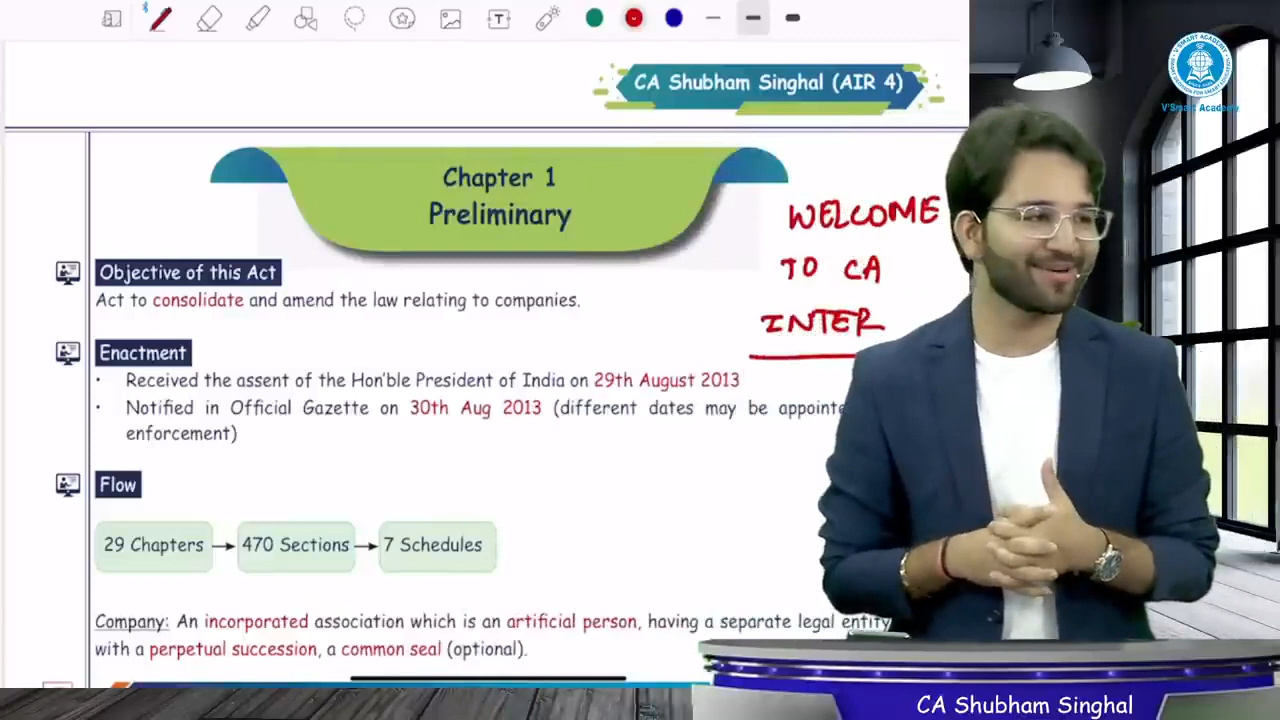 T
CA Shubham Singhal (AIR 4)
V'SMART ACADEMY
V'Smart Academy
Chapter 1
Preliminary
WELCOME
TO CA
INTER
Objective of this Act
Act to consolidate and amend the law relating to companies.
Enactment
• Received the assent of the Hon'ble President of India on 29th August 2013
• Notified in Official Gazette on 30th Aug 2013 (different dates may be appointe
enforcement)
Flow
29 Chapters → 470 Sections → 7 Schedules
Company: An incorporated association which is an artificial person, having a separate legal entity
with a perpetual succession, a common seal (optional).
CA Shubham Singhal